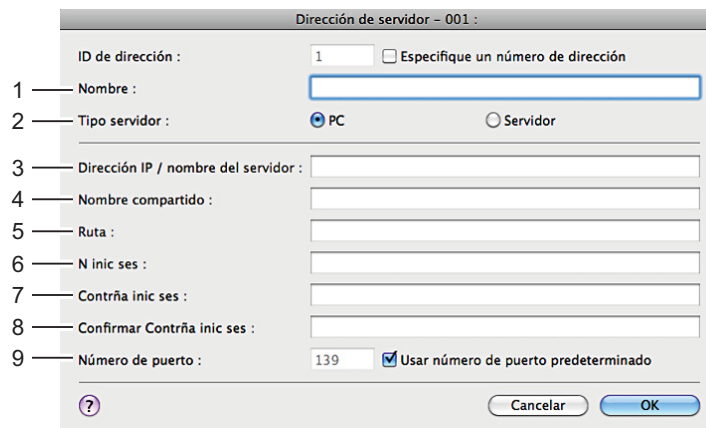 Dirección de servidor – 001 :
ID de dirección : 1 Especifique un número de dirección
1 Nombre :
2 Tipo servidor : PC Servidor
3 Dirección IP / nombre del servidor :
4 Nombre compartido :
5 Ruta :
6 N inic ses :
7 Contrña inic ses :
8 Confirmar Contrña inic ses :
9 Número de puerto : 139 Usar número de puerto predeterminado
? Cancelar OK